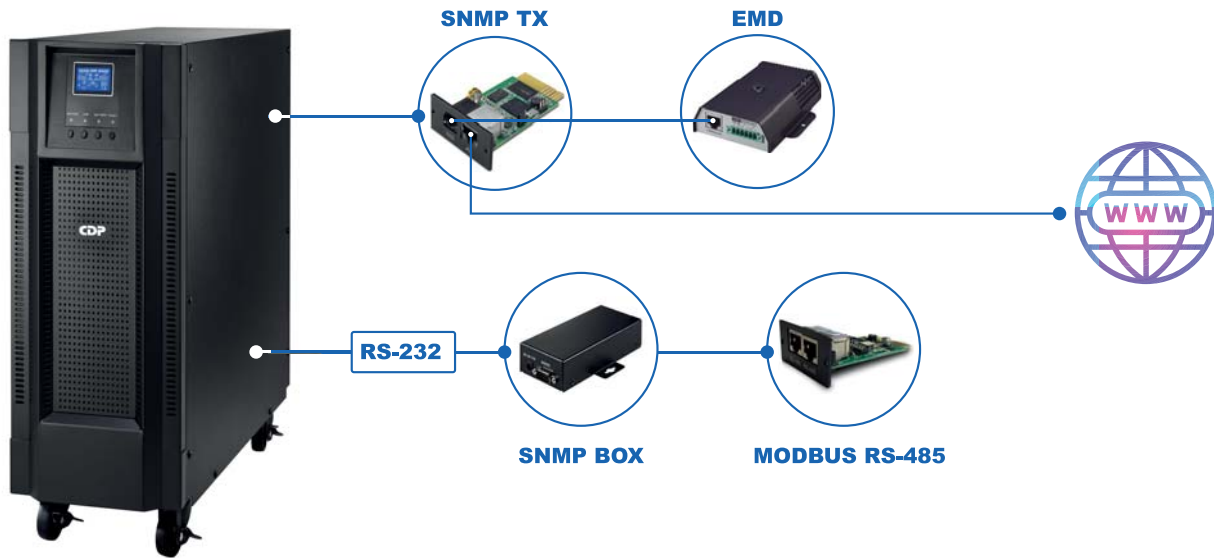 SNMP TX
EMD
WWW
CDP
RS-232
SNMP BOX
MODBUS RS-485